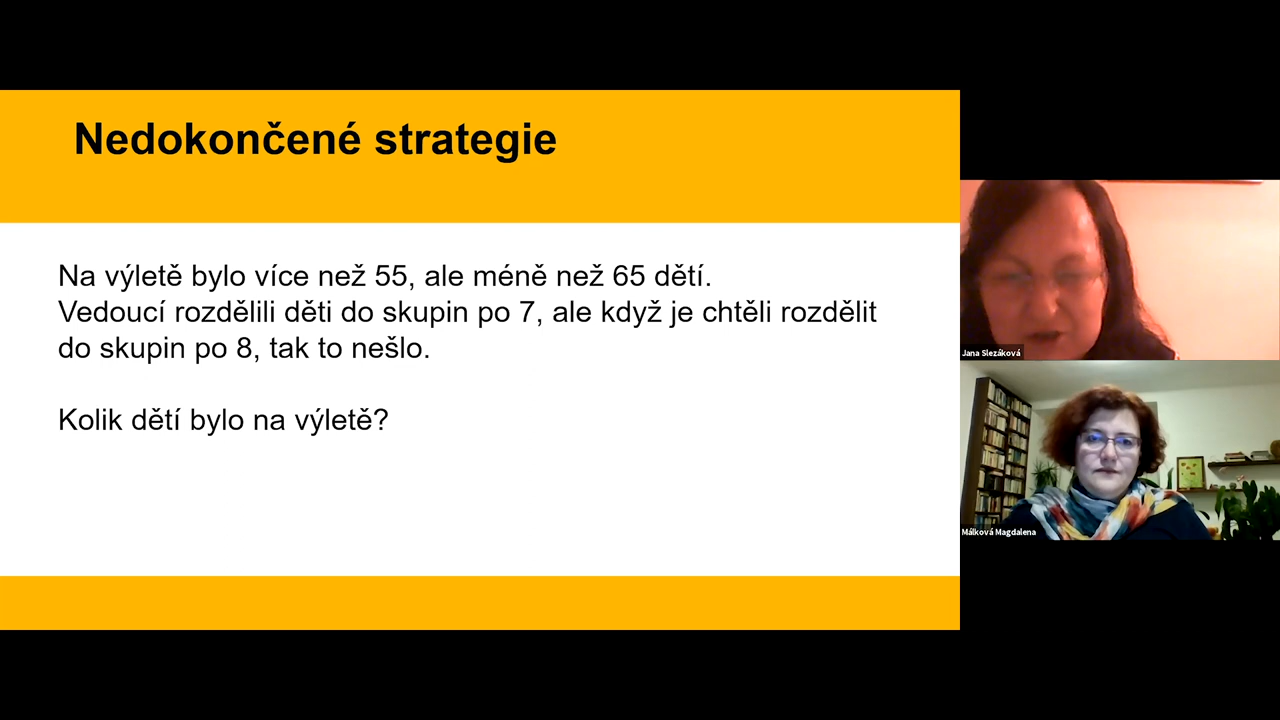 Nedokončené strategie
Na výletě bylo více než 55, ale méně než 65 dětí.
Vedoucí rozdělili děti do skupin po 7, ale když je chtěli rozdělit
do skupin po 8, tak to nešlo.
Kolik dětí bylo na výletě?
Jana Slezáková
Málková Magdalena